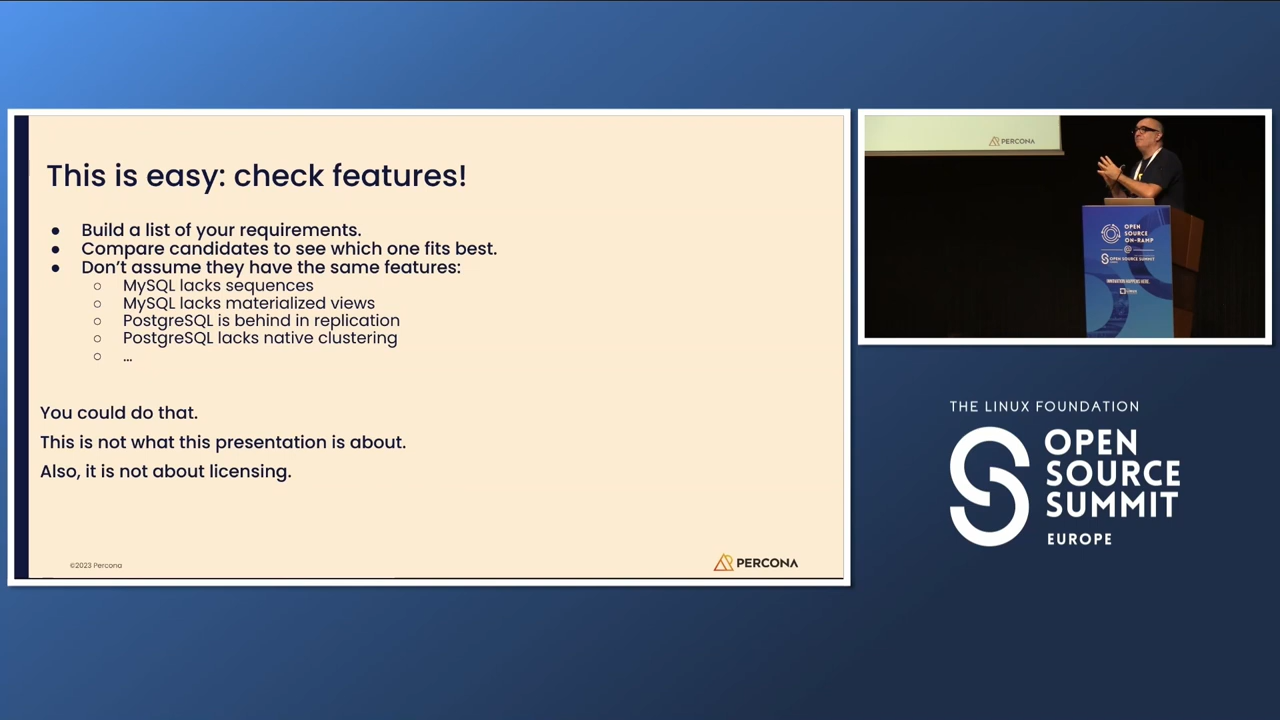 This is easy: check features!
● Build a list of your requirements.
● Compare candidates to see which one fits best.
● Don’t assume they have the same features:
○ MySQL lacks sequences
○ MySQL lacks materialized views
○ PostgreSQL is behind in replication
○ PostgreSQL lacks native clustering
○ …
You could do that.
This is not what this presentation is about.
Also, it is not about licensing.
©2023 Percona
PERCONA
PERCONA
OPEN
SOURCE
ON-RAMP
@
OPEN SOURCE SUMMIT
INNOVATION HAPPENS HERE.
THE LINUX FOUNDATION
OPEN
SOURCE
SUMMIT
EUROPE